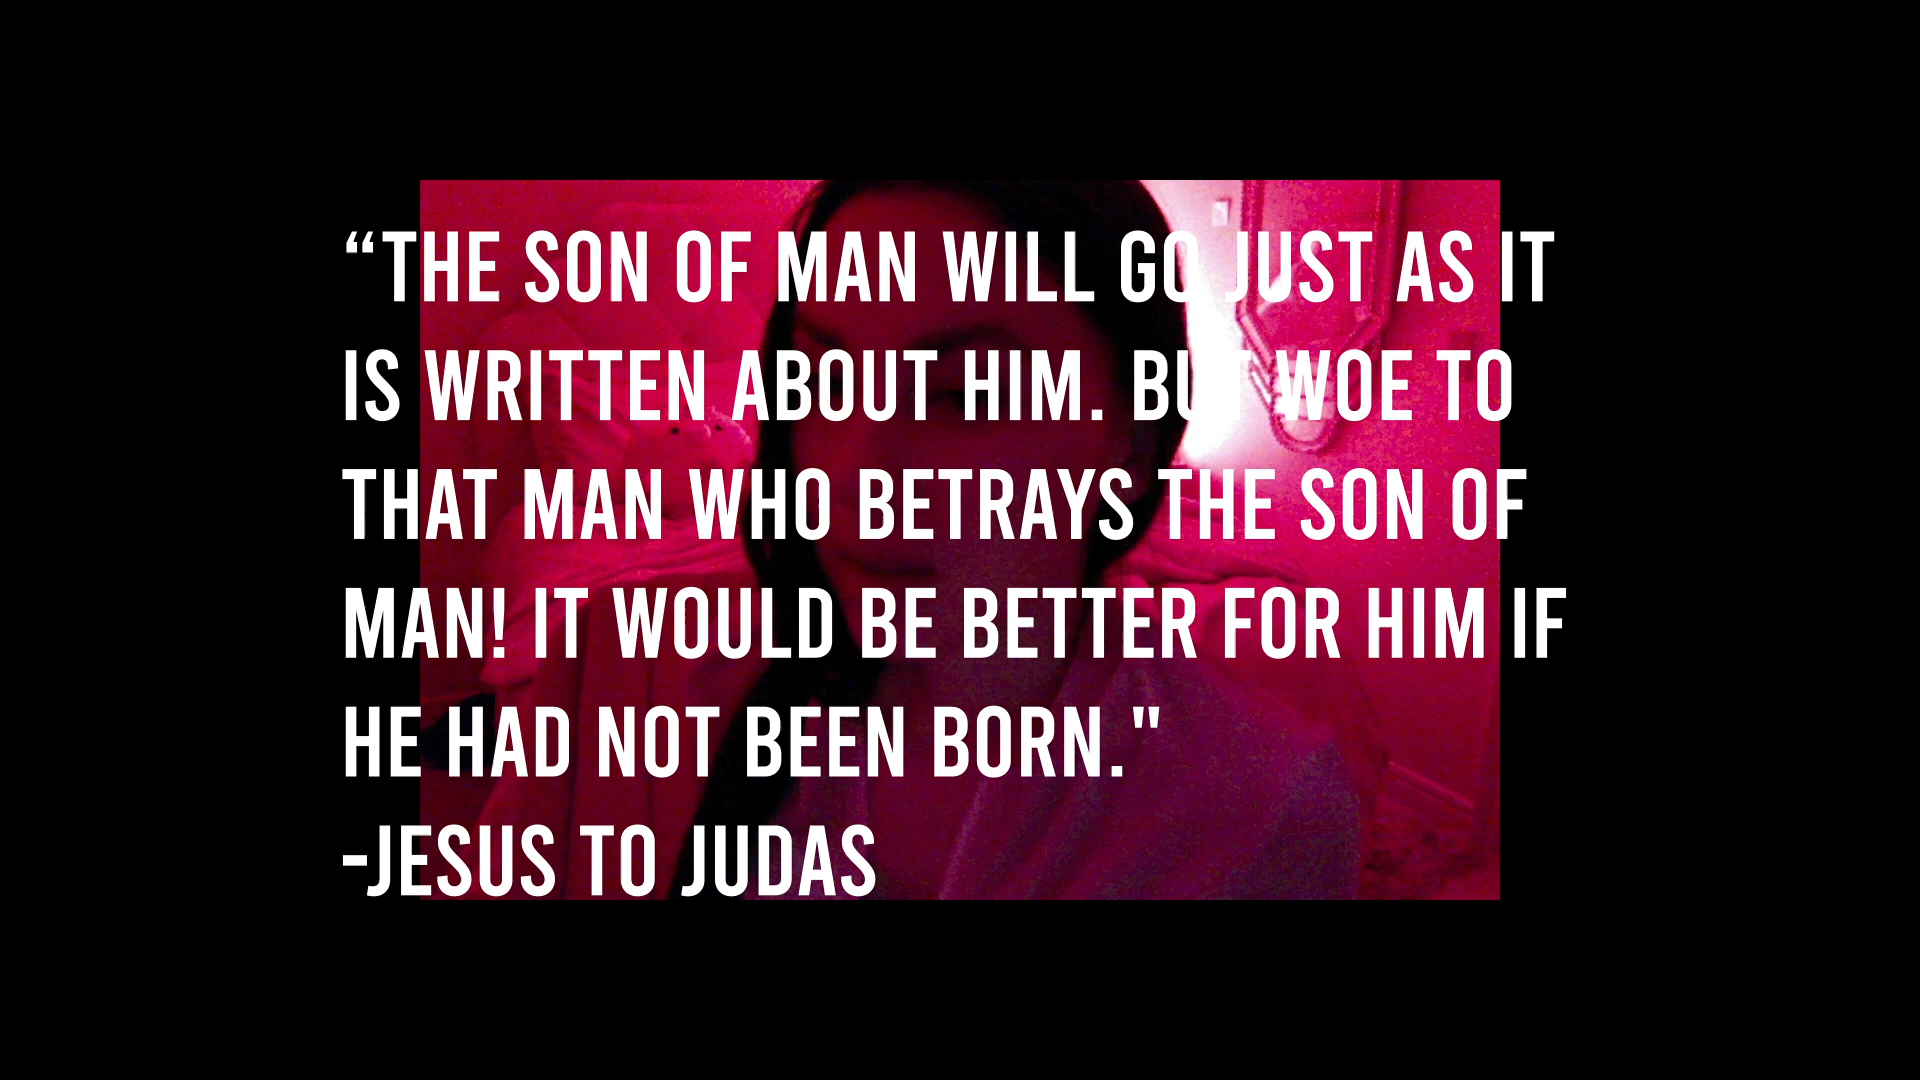 “THE SON OF MAN WILL GO JUST AS IT
IS WRITTEN ABOUT HIM. BUT WOE TO
THAT MAN WHO BETRAYS THE SON OF
MAN! IT WOULD BE BETTER FOR HIM IF
HE HAD NOT BEEN BORN."
-JESUS TO JUDAS